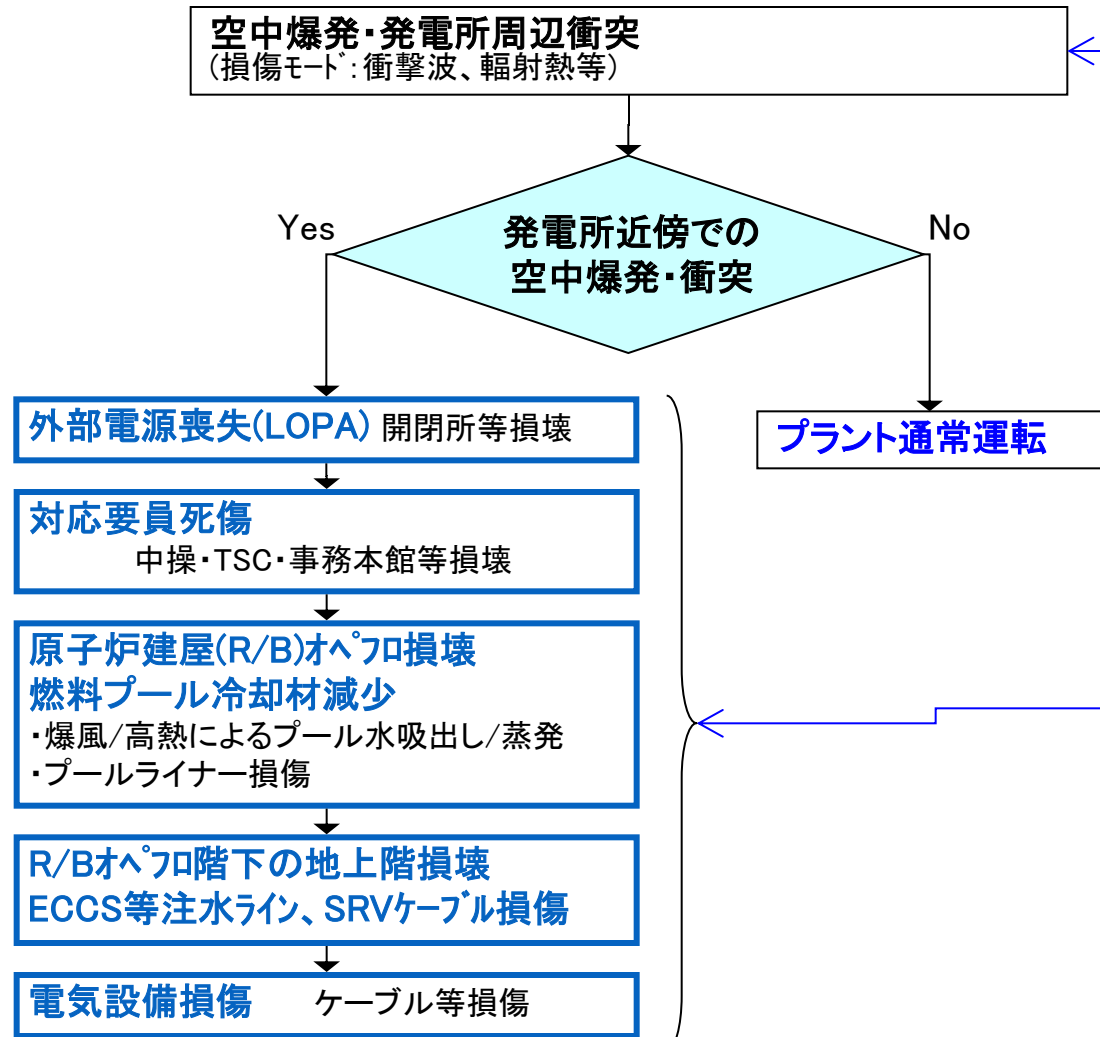 空中爆発・発電所周辺衝突
(損傷モード:衝撃波、輻射熱等)
Yes
発電所近傍での
空中爆発・衝突
No
外部電源喪失(LOPA) 開閉所等損壊
プラント通常運転
対応要員死傷
中操・TSC・事務本館等損壊
原子炉建屋(R/B)オペフロ損壊
燃料プール冷却材減少
・爆風/高熱によるプール水吸出し/蒸発
・プールライナー損傷
R/Bオペフロ階下の地上階損壊
ECCS等注水ライン、SRVケーブル損傷
電気設備損傷 ケーブル等損傷